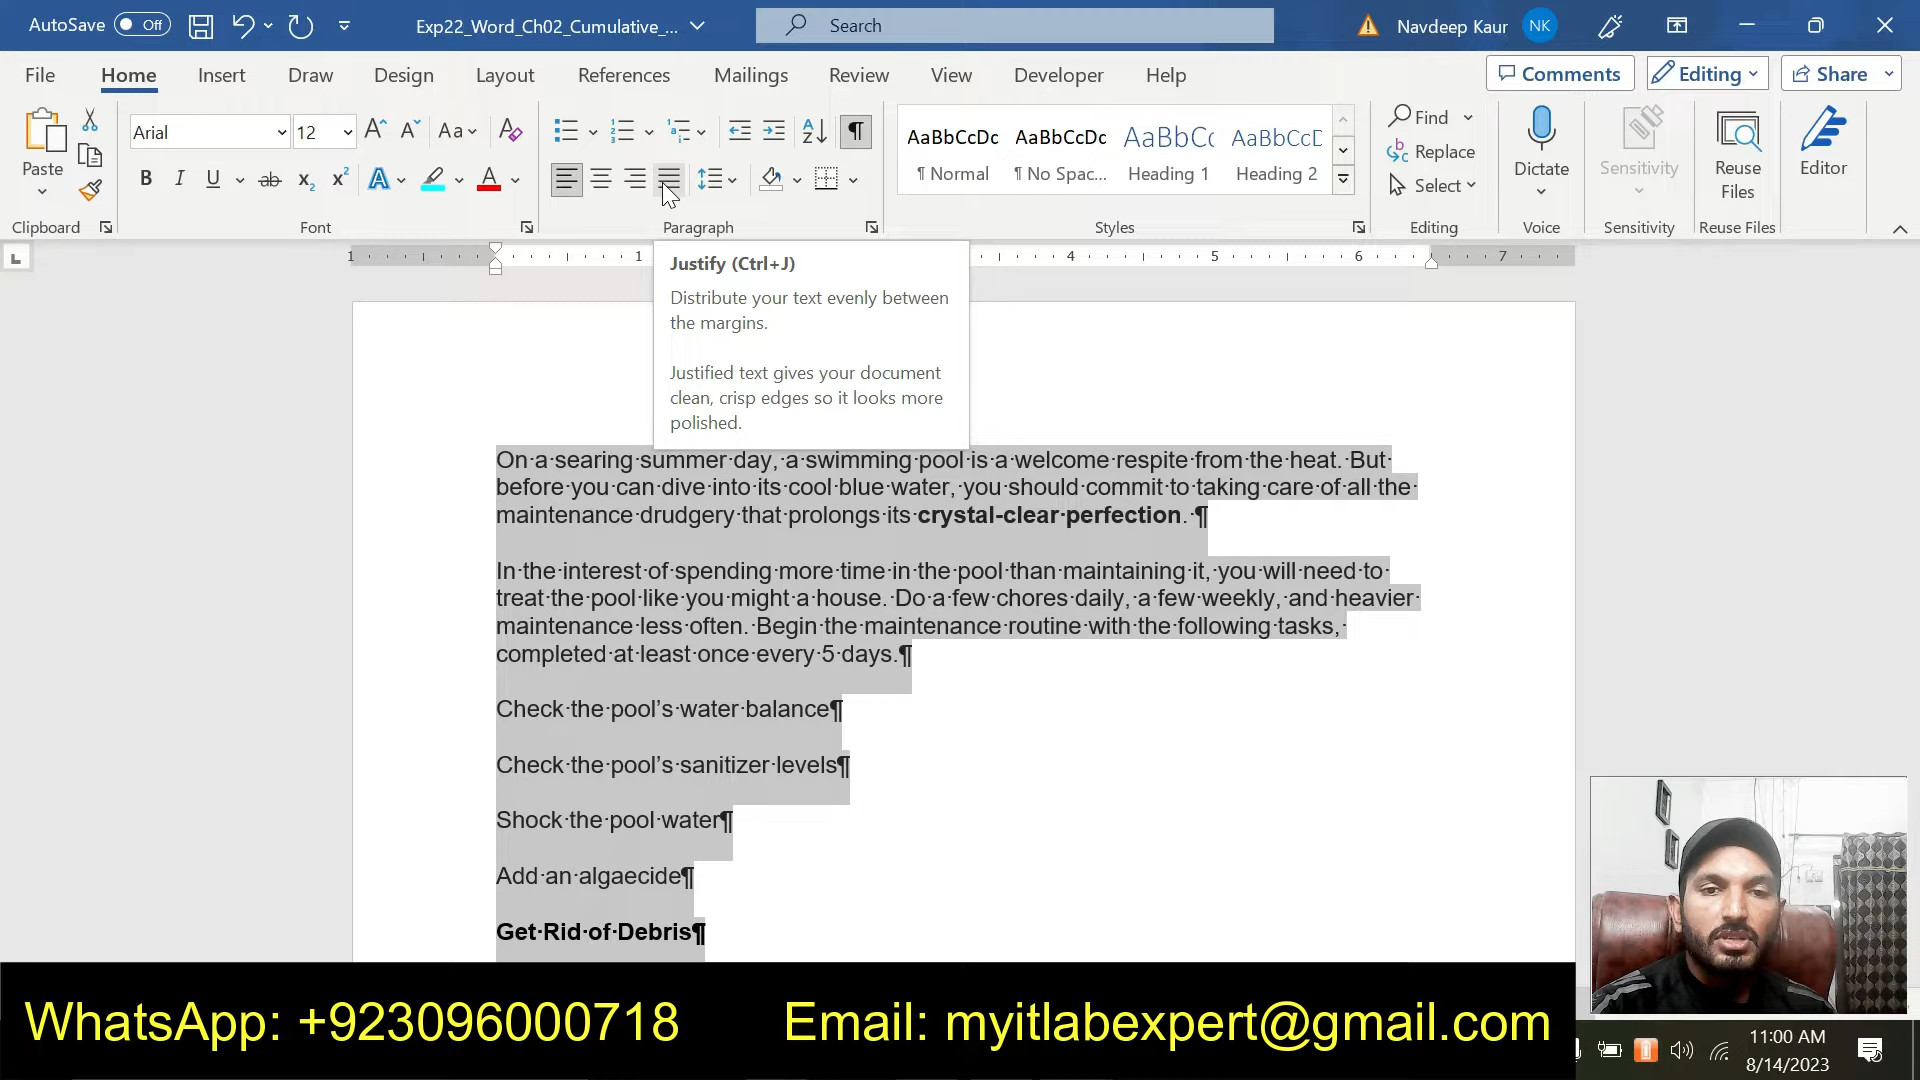 AutoSave Off Exp22_Word_Ch02_Cumulative_... Search Navdeep Kaur NK
File Home Insert Draw Design Layout References Mailings Review View Developer Help Comments Editing Share
Arial 12 Aa
AaBbCcDc AaBbCcDc AaBbCc AaBbCcD
¶ Normal ¶ No Spac... Heading 1 Heading 2
Paste
B I U ab x₂ x² A A
Find
Replace
Select
Dictate
Sensitivity
Reuse Files
Editor
Clipboard Font Paragraph Styles Editing Voice Sensitivity Reuse Files
1 1 4 5 6 7
Justify (Ctrl+J)
Distribute your text evenly between
the margins.
Justified text gives your document
clean, crisp edges so it looks more
polished.
On·a·searing·summer·day,·a·swimming·pool·is·a·welcome·respite·from·the·heat.·But·
before·you·can·dive·into·its·cool·blue·water,·you·should·commit·to·taking·care·of·all·the·
maintenance·drudgery·that·prolongs·its·crystal-clear·perfection.·¶
In·the·interest·of·spending·more·time·in·the·pool·than·maintaining·it,·you·will·need·to·
treat·the·pool·like·you·might·a·house.·Do·a·few·chores·daily,·a·few·weekly,·and·heavier·
maintenance·less·often.·Begin·the·maintenance·routine·with·the·following·tasks,·
completed·at·least·once·every·5·days.¶
Check·the·pool’s·water·balance¶
Check·the·pool’s·sanitizer·levels¶
Shock·the·pool·water¶
Add·an·algaecide¶
Get·Rid·of·Debris¶
WhatsApp: +923096000718 Email: myitlabexpert@gmail.com
11:00 AM
8/14/2023